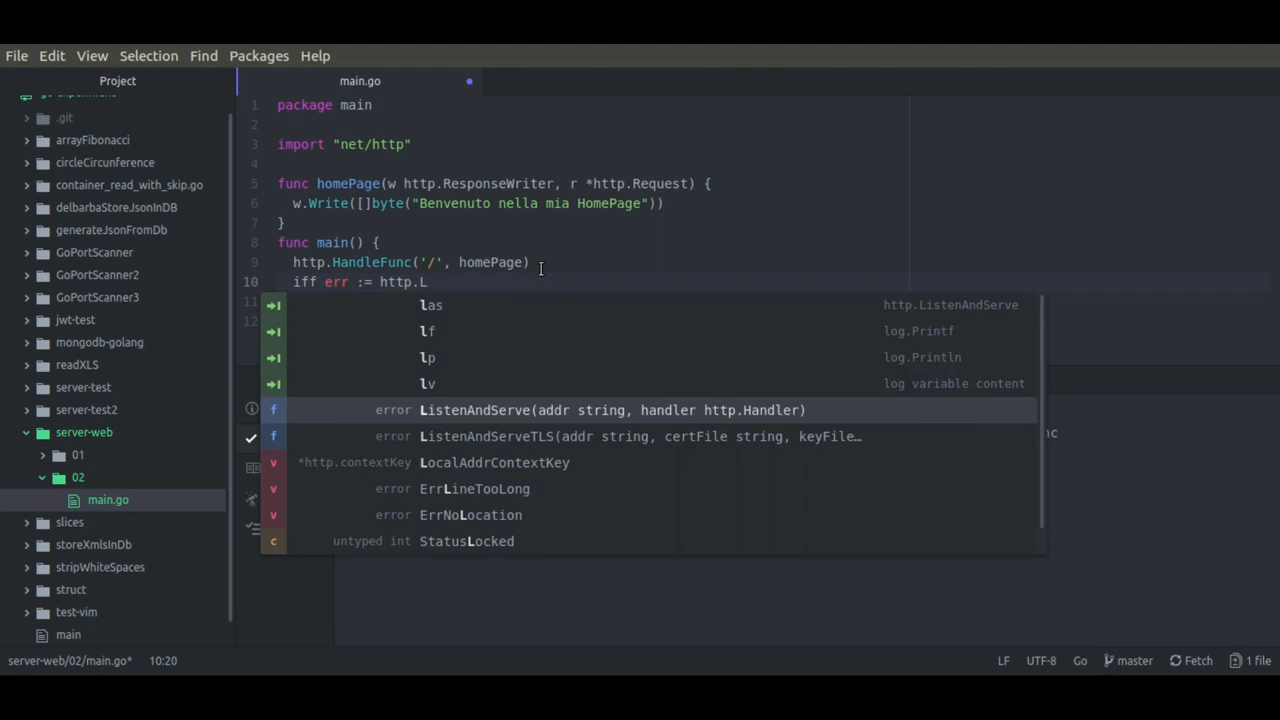 File Edit View Selection Find Packages Help
Project
main.go
.git
arrayFibonacci
circleCircunference
container_read_with_skip.go
delbarbaStoreJsonInDB
generateJsonFromDb
GoPortScanner
GoPortScanner2
GoPortScanner3
jwt-test
mongodb-golang
readXLS
server-test
server-test2
server-web
01
02
main.go
slices
storeXmlsInDb
stripWhiteSpaces
struct
test-vim
main
1 package main
2
3 import "net/http"
4
5 func homePage(w http.ResponseWriter, r *http.Request) {
6 w.Write([]byte("Benvenuto nella mia HomePage"))
7 }
8 func main() {
9 http.HandleFunc('/', homePage)
10 iff err := http.L
11
12
las http.ListenAndServe
lf log.Printf
lp log.Println
lv log variable content
f error ListenAndServe(addr string, handler http.Handler)
f error ListenAndServeTLS(addr string, certFile string, keyFile…
v *http.contextKey LocalAddrContextKey
v error ErrLineTooLong
v error ErrNoLocation
c untyped int StatusLocked
server-web/02/main.go* 10:20 LF UTF-8 Go master Fetch 1 file